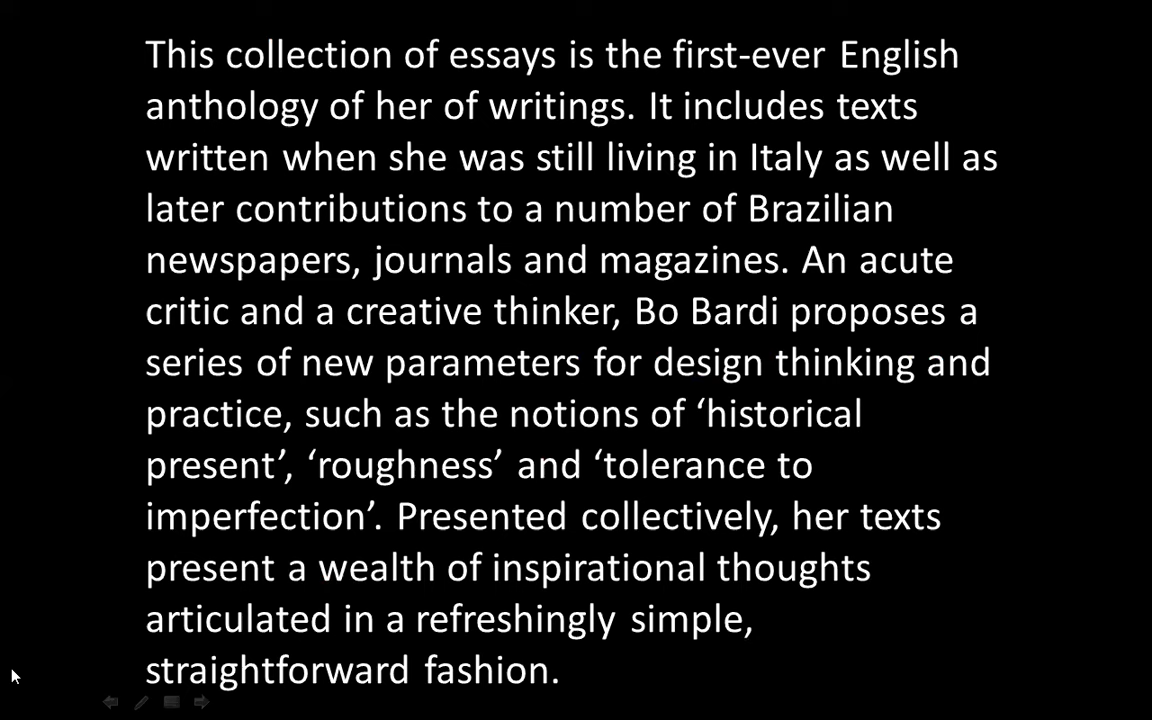 This collection of essays is the first-ever English
anthology of her of writings. It includes texts
written when she was still living in Italy as well as
later contributions to a number of Brazilian
newspapers, journals and magazines. An acute
critic and a creative thinker, Bo Bardi proposes a
series of new parameters for design thinking and
practice, such as the notions of ‘historical
present’, ‘roughness’ and ‘tolerance to
imperfection’. Presented collectively, her texts
present a wealth of inspirational thoughts
articulated in a refreshingly simple,
straightforward fashion.